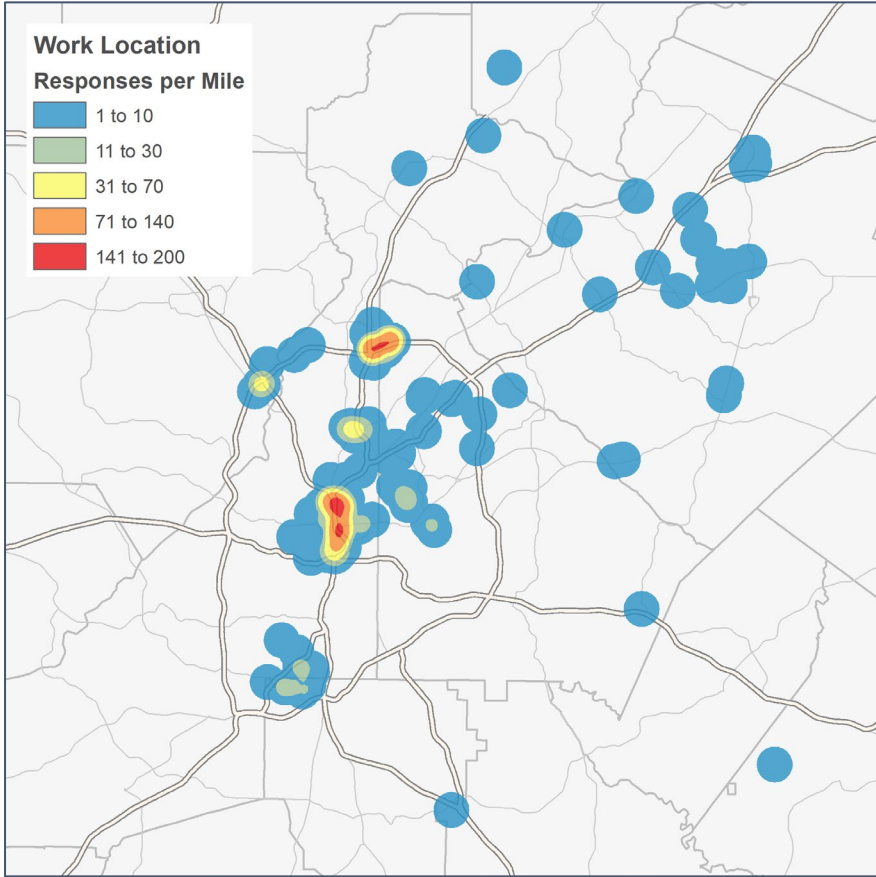 Work Location
Responses per Mile
1 to 10
11 to 30
31 to 70
71 to 140
141 to 200